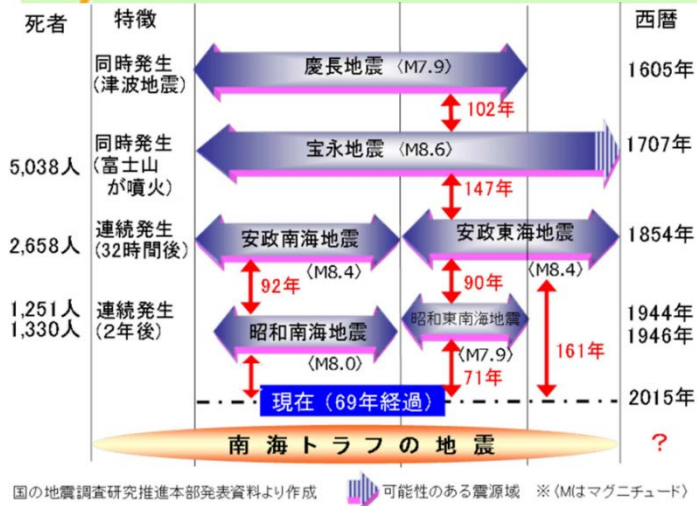 死者 特徴 西暦
同時発生
(津波地震)
慶長地震 〈M7.9〉
1605年
102年
5,038人
同時発生
(富士山
が噴火)
宝永地震 〈M8.6〉
1707年
147年
2,658人
連続発生
(32時間後)
安政南海地震
〈M8.4〉
安政東海地震
〈M8.4〉
1854年
92年
90年
1,251人
1,330人
連続発生
(2年後)
昭和南海地震
〈M8.0〉
昭和東南海地震
〈M7.9〉
1944年
1946年
71年
161年
現在(69年経過)
2015年
南海トラフの地震
?
国の地震調査研究推進本部発表資料より作成 可能性のある震源域 ※〈Mはマグニチュード〉